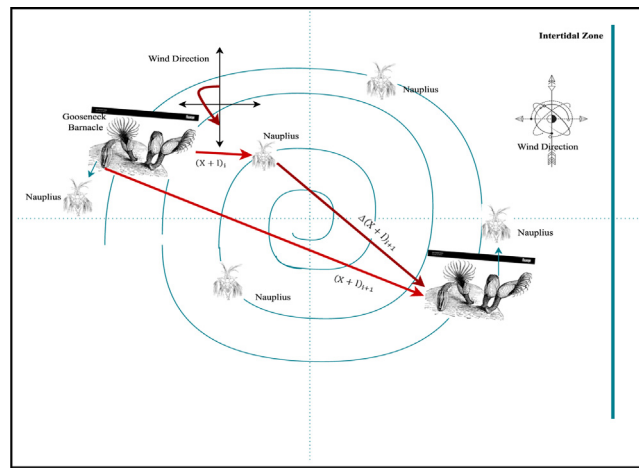 Intertidal Zone
Wind Direction
Nauplius
Gooseneck
Barnacle
Nauplius
Wind Direction
(X + I)i
Nauplius
Δ(X + I)i+1
Nauplius
(X + I)i+1
Nauplius